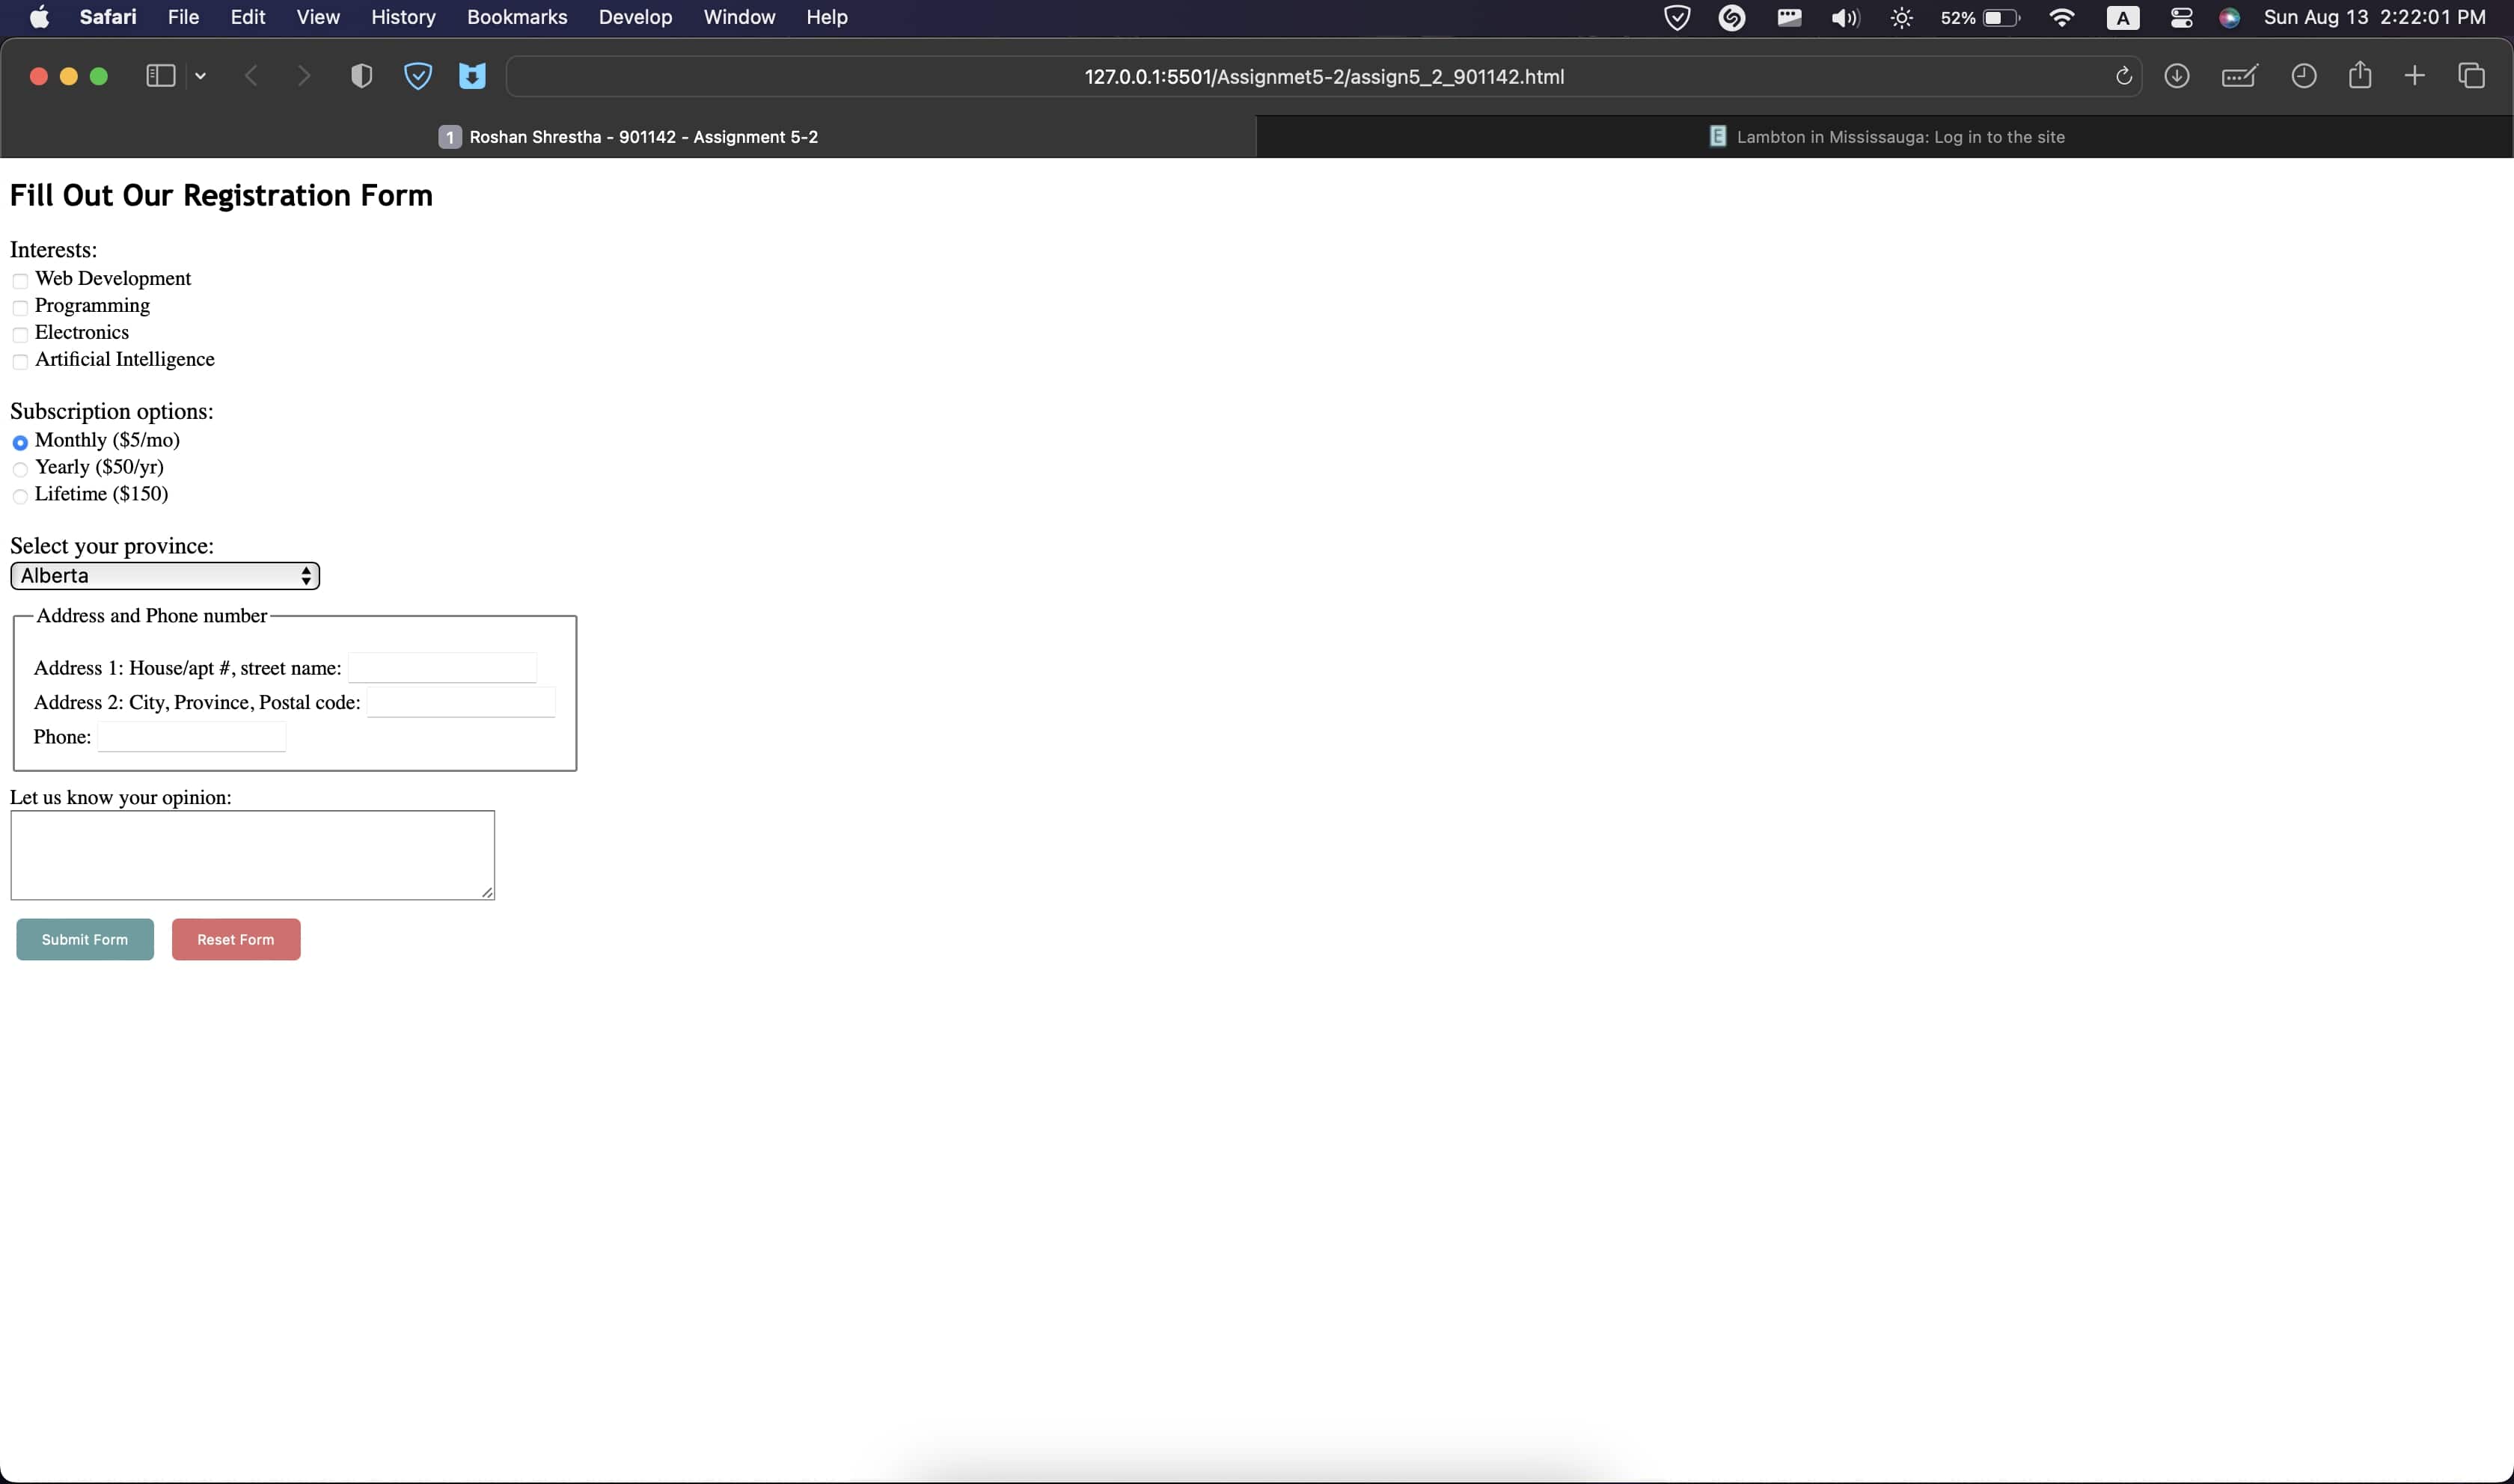 Safari File Edit View History Bookmarks Develop Window Help 52% A Sun Aug 13 2:22:01 PM
127.0.0.1:5501/Assignmet5-2/assign5_2_901142.html
1 Roshan Shrestha - 901142 - Assignment 5-2
E Lambton in Mississauga: Log in to the site
Fill Out Our Registration Form
Interests:
Web Development
Programming
Electronics
Artificial Intelligence
Subscription options:
Monthly ($5/mo)
Yearly ($50/yr)
Lifetime ($150)
Select your province:
Alberta
Address and Phone number
Address 1: House/apt #, street name:
Address 2: City, Province, Postal code:
Phone:
Let us know your opinion:
Submit Form Reset Form